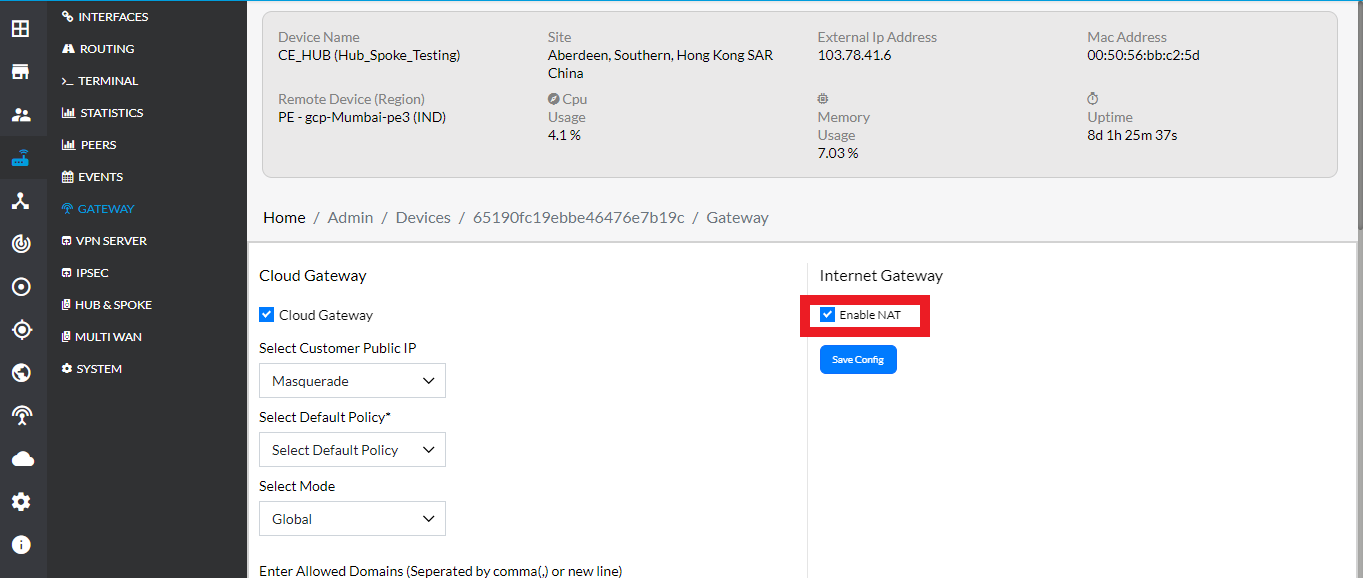 INTERFACES
ROUTING
TERMINAL
STATISTICS
PEERS
EVENTS
GATEWAY
VPN SERVER
IPSEC
HUB & SPOKE
MULTI WAN
SYSTEM
Device Name
CE_HUB (Hub_Spoke_Testing)
Site
Aberdeen, Southern, Hong Kong SAR
China
External Ip Address
103.78.41.6
Mac Address
00:50:56:bb:c2:5d
Remote Device (Region)
PE - gcp-Mumbai-pe3 (IND)
Cpu
Usage
4.1 %
Memory
Usage
7.03 %
Uptime
8d 1h 25m 37s
Home / Admin / Devices / 65190fc19ebbe46476e7b19c / Gateway
Cloud Gateway
Cloud Gateway
Select Customer Public IP
Masquerade
Select Default Policy*
Select Default Policy
Select Mode
Global
Enter Allowed Domains (Seperated by comma(,) or new line)
Internet Gateway
Enable NAT
Save Config